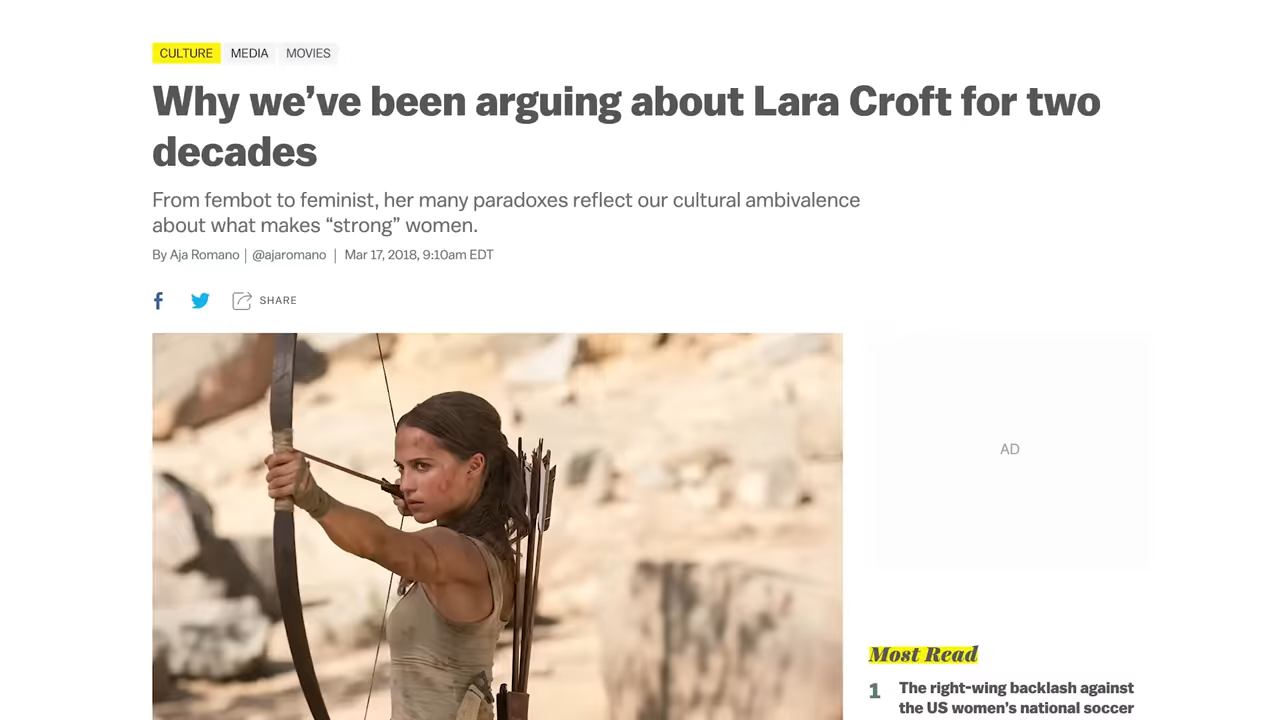 CULTURE MEDIA MOVIES
Why we’ve been arguing about Lara Croft for two
decades
From fembot to feminist, her many paradoxes reflect our cultural ambivalence
about what makes “strong” women.
By Aja Romano | @ajaromano | Mar 17, 2018, 9:10am EDT
SHARE
AD
Most Read
1 The right-wing backlash against
the US women’s national soccer